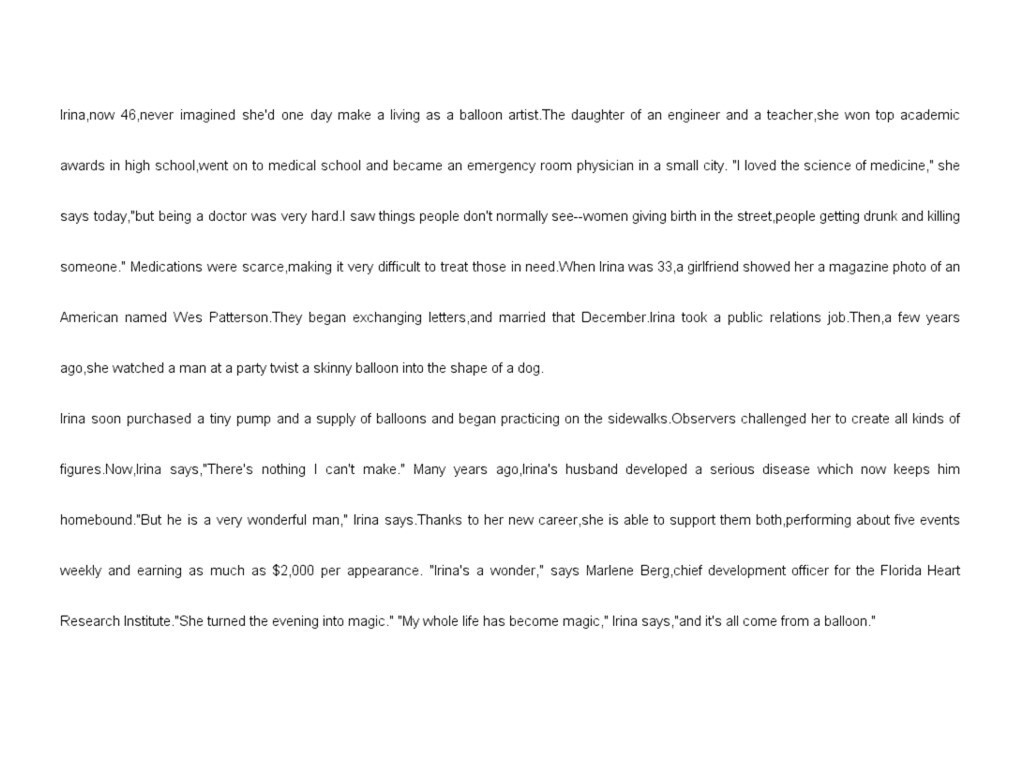 Irina,now 46,never imagined she'd one day make a living as a balloon artist.The daughter of an engineer and a teacher,she won top academic
awards in high school,went on to medical school and became an emergency room physician in a small city. "I loved the science of medicine," she
says today,"but being a doctor was very hard.I saw things people don't normally see--women giving birth in the street,people getting drunk and killing
someone." Medications were scarce,making it very difficult to treat those in need.When Irina was 33,a girlfriend showed her a magazine photo of an
American named Wes Patterson.They began exchanging letters,and married that December.Irina took a public relations job.Then,a few years
ago,she watched a man at a party twist a skinny balloon into the shape of a dog.
Irina soon purchased a tiny pump and a supply of balloons and began practicing on the sidewalks.Observers challenged her to create all kinds of
figures.Now,Irina says,"There's nothing I can't make." Many years ago,Irina's husband developed a serious disease which now keeps him
homebound."But he is a very wonderful man," Irina says.Thanks to her new career,she is able to support them both,performing about five events
weekly and earning as much as $2,000 per appearance. "Irina's a wonder," says Marlene Berg,chief development officer for the Florida Heart
Research Institute."She turned the evening into magic." "My whole life has become magic," Irina says,"and it's all come from a balloon."